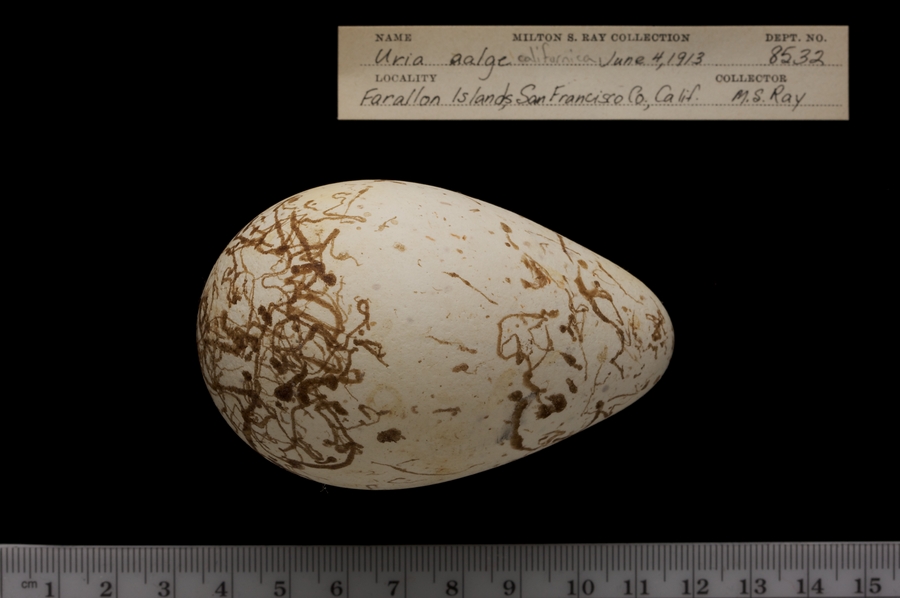 NAME MILTON S. RAY COLLECTION DEPT. NO.
Uria aalge californica June 4, 1913 8532
LOCALITY COLLECTOR
Farallon Islands, San Francisco Co., Calif. M.S. Ray
cm 1 2 3 4 5 6 7 8 9 10 11 12 13 14 15